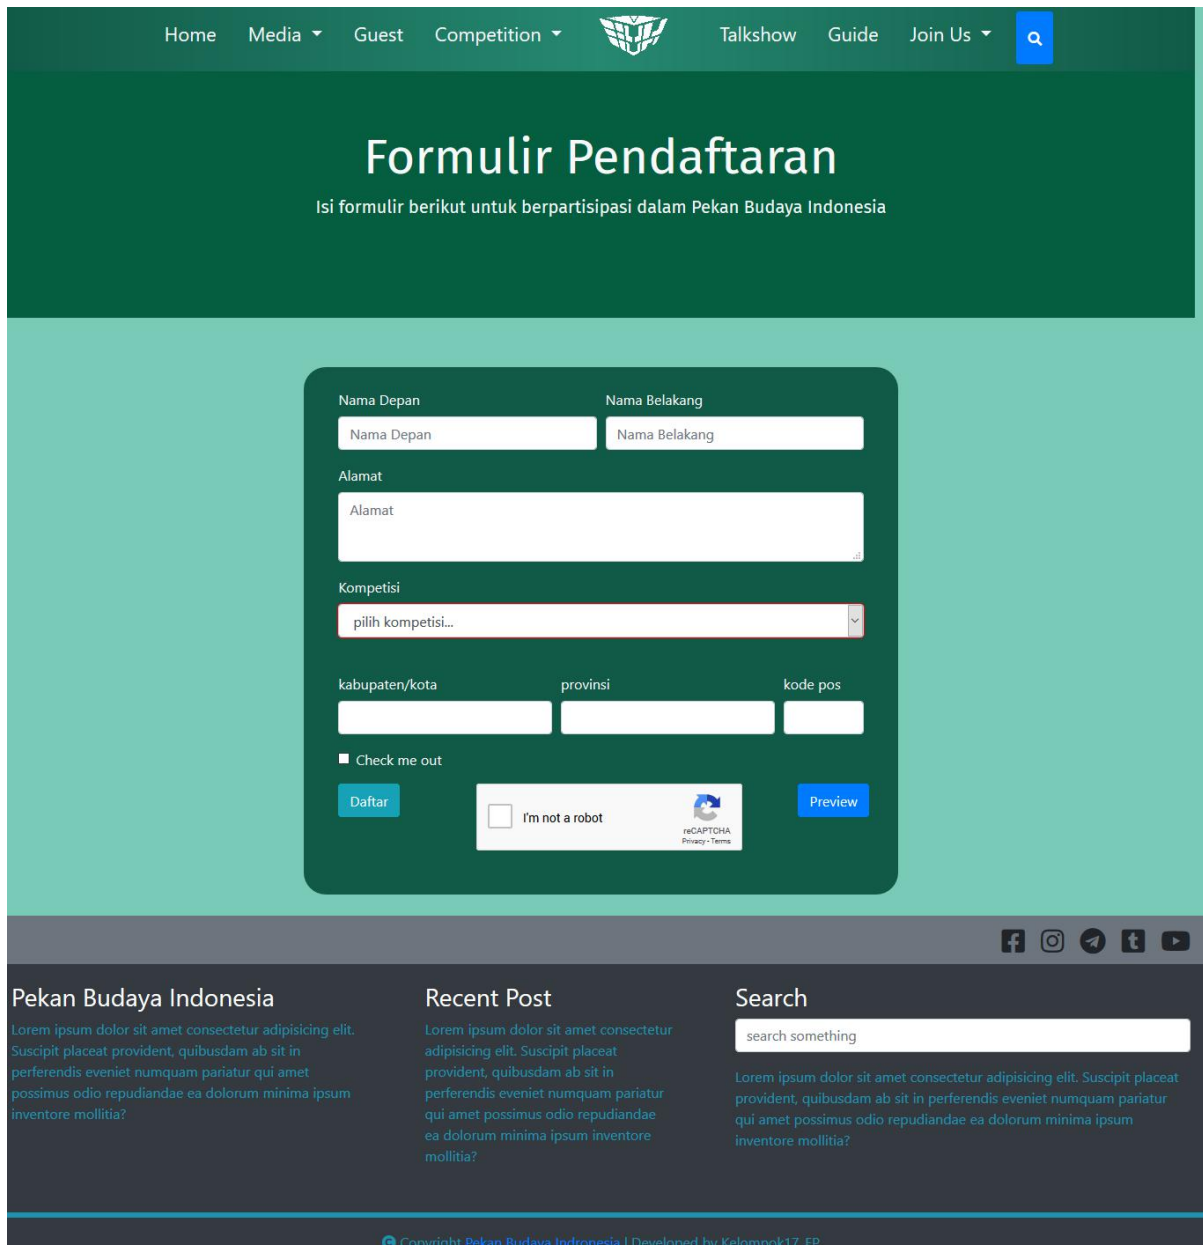 Home Media Guest Competition Talkshow Guide Join Us
Formulir Pendaftaran
Isi formulir berikut untuk berpartisipasi dalam Pekan Budaya Indonesia
Nama Depan Nama Belakang
Nama Depan Nama Belakang
Alamat
Alamat
Kompetisi
pilih kompetisi...
kabupaten/kota provinsi kode pos
Check me out
Daftar I'm not a robot Preview
reCAPTCHA
Privacy - Terms
Pekan Budaya Indonesia
Lorem ipsum dolor sit amet consectetur adipisicing elit.
Suscipit placeat provident, quibusdam ab sit in
perferendis eveniet numquam pariatur qui amet
possimus odio repudiandae ea dolorum minima ipsum
inventore mollitia?
Recent Post
Lorem ipsum dolor sit amet consectetur
adipisicing elit. Suscipit placeat
provident, quibusdam ab sit in
perferendis eveniet numquam pariatur
qui amet possimus odio repudiandae
ea dolorum minima ipsum inventore
mollitia?
Search
search something
Lorem ipsum dolor sit amet consectetur adipisicing elit. Suscipit placeat
provident, quibusdam ab sit in perferendis eveniet numquam pariatur
qui amet possimus odio repudiandae ea dolorum minima ipsum
inventore mollitia?
Copyright Pekan Budaya Indronesia | Developed by Kelompok17_FP